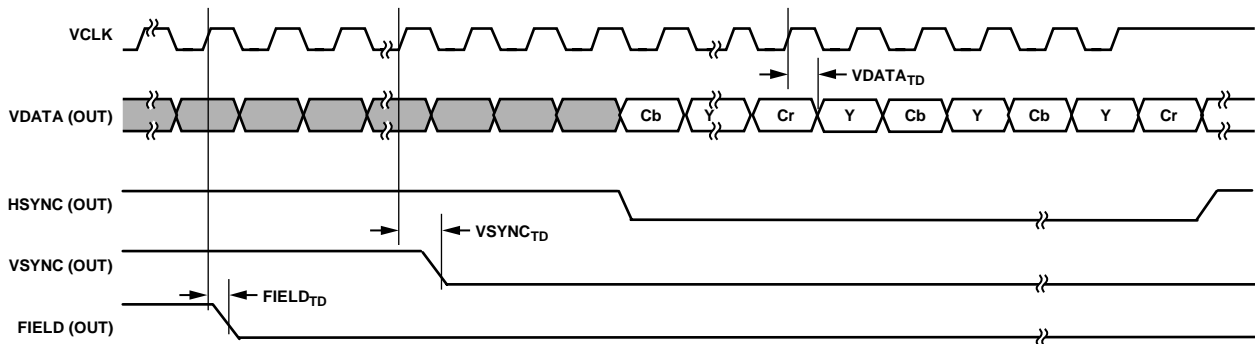 VCLK
VDATA_TD
VDATA (OUT)
Cb Y Cr Y Cb Y Cb Y Cr
HSYNC (OUT)
VSYNC_TD
VSYNC (OUT)
FIELD_TD
FIELD (OUT)